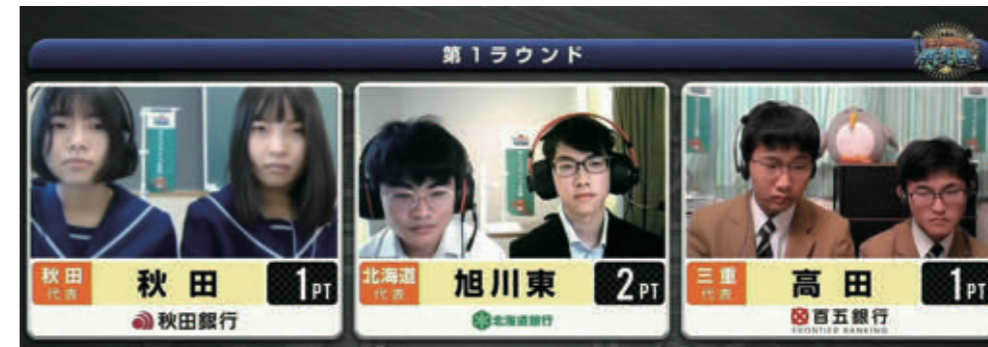 第1ラウンド
秋田
代表
秋田
1PT
秋田銀行
北海道
代表
旭川東
2PT
北海道銀行
三重
代表
高田
1PT
百五銀行
FRONTIER BANKING